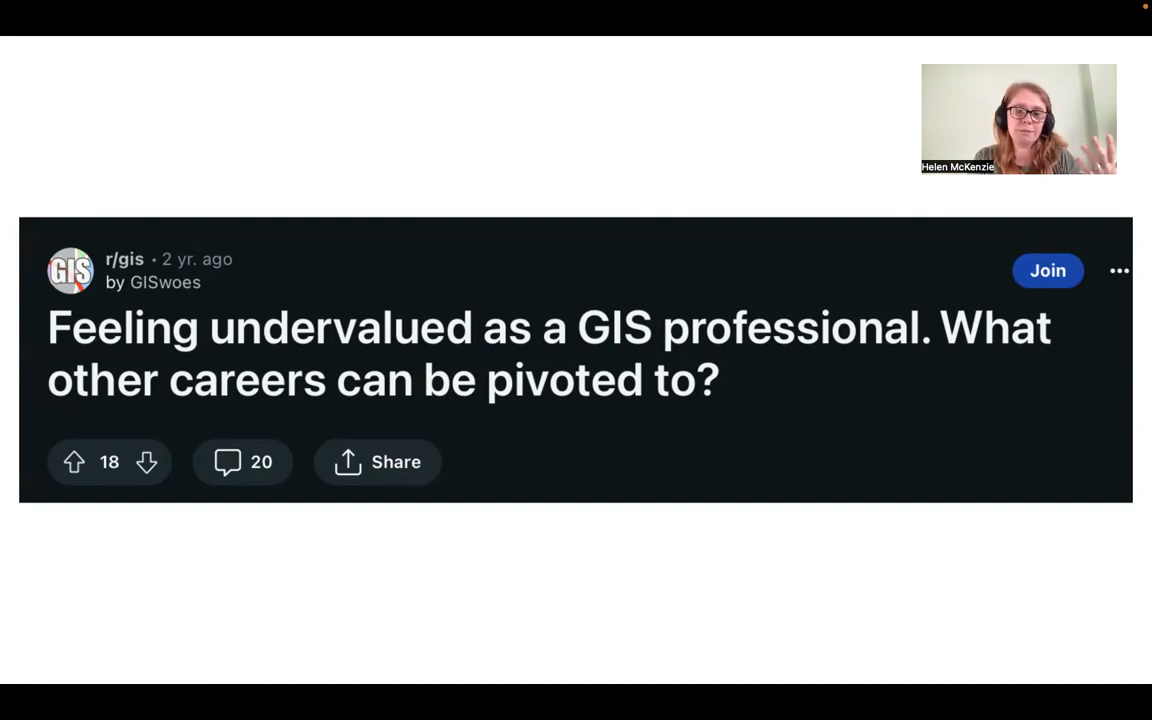 Helen McKenzie
GIS
r/gis • 2 yr. ago
by GISwoes
Join
Feeling undervalued as a GIS professional. What
other careers can be pivoted to?
18
20
Share